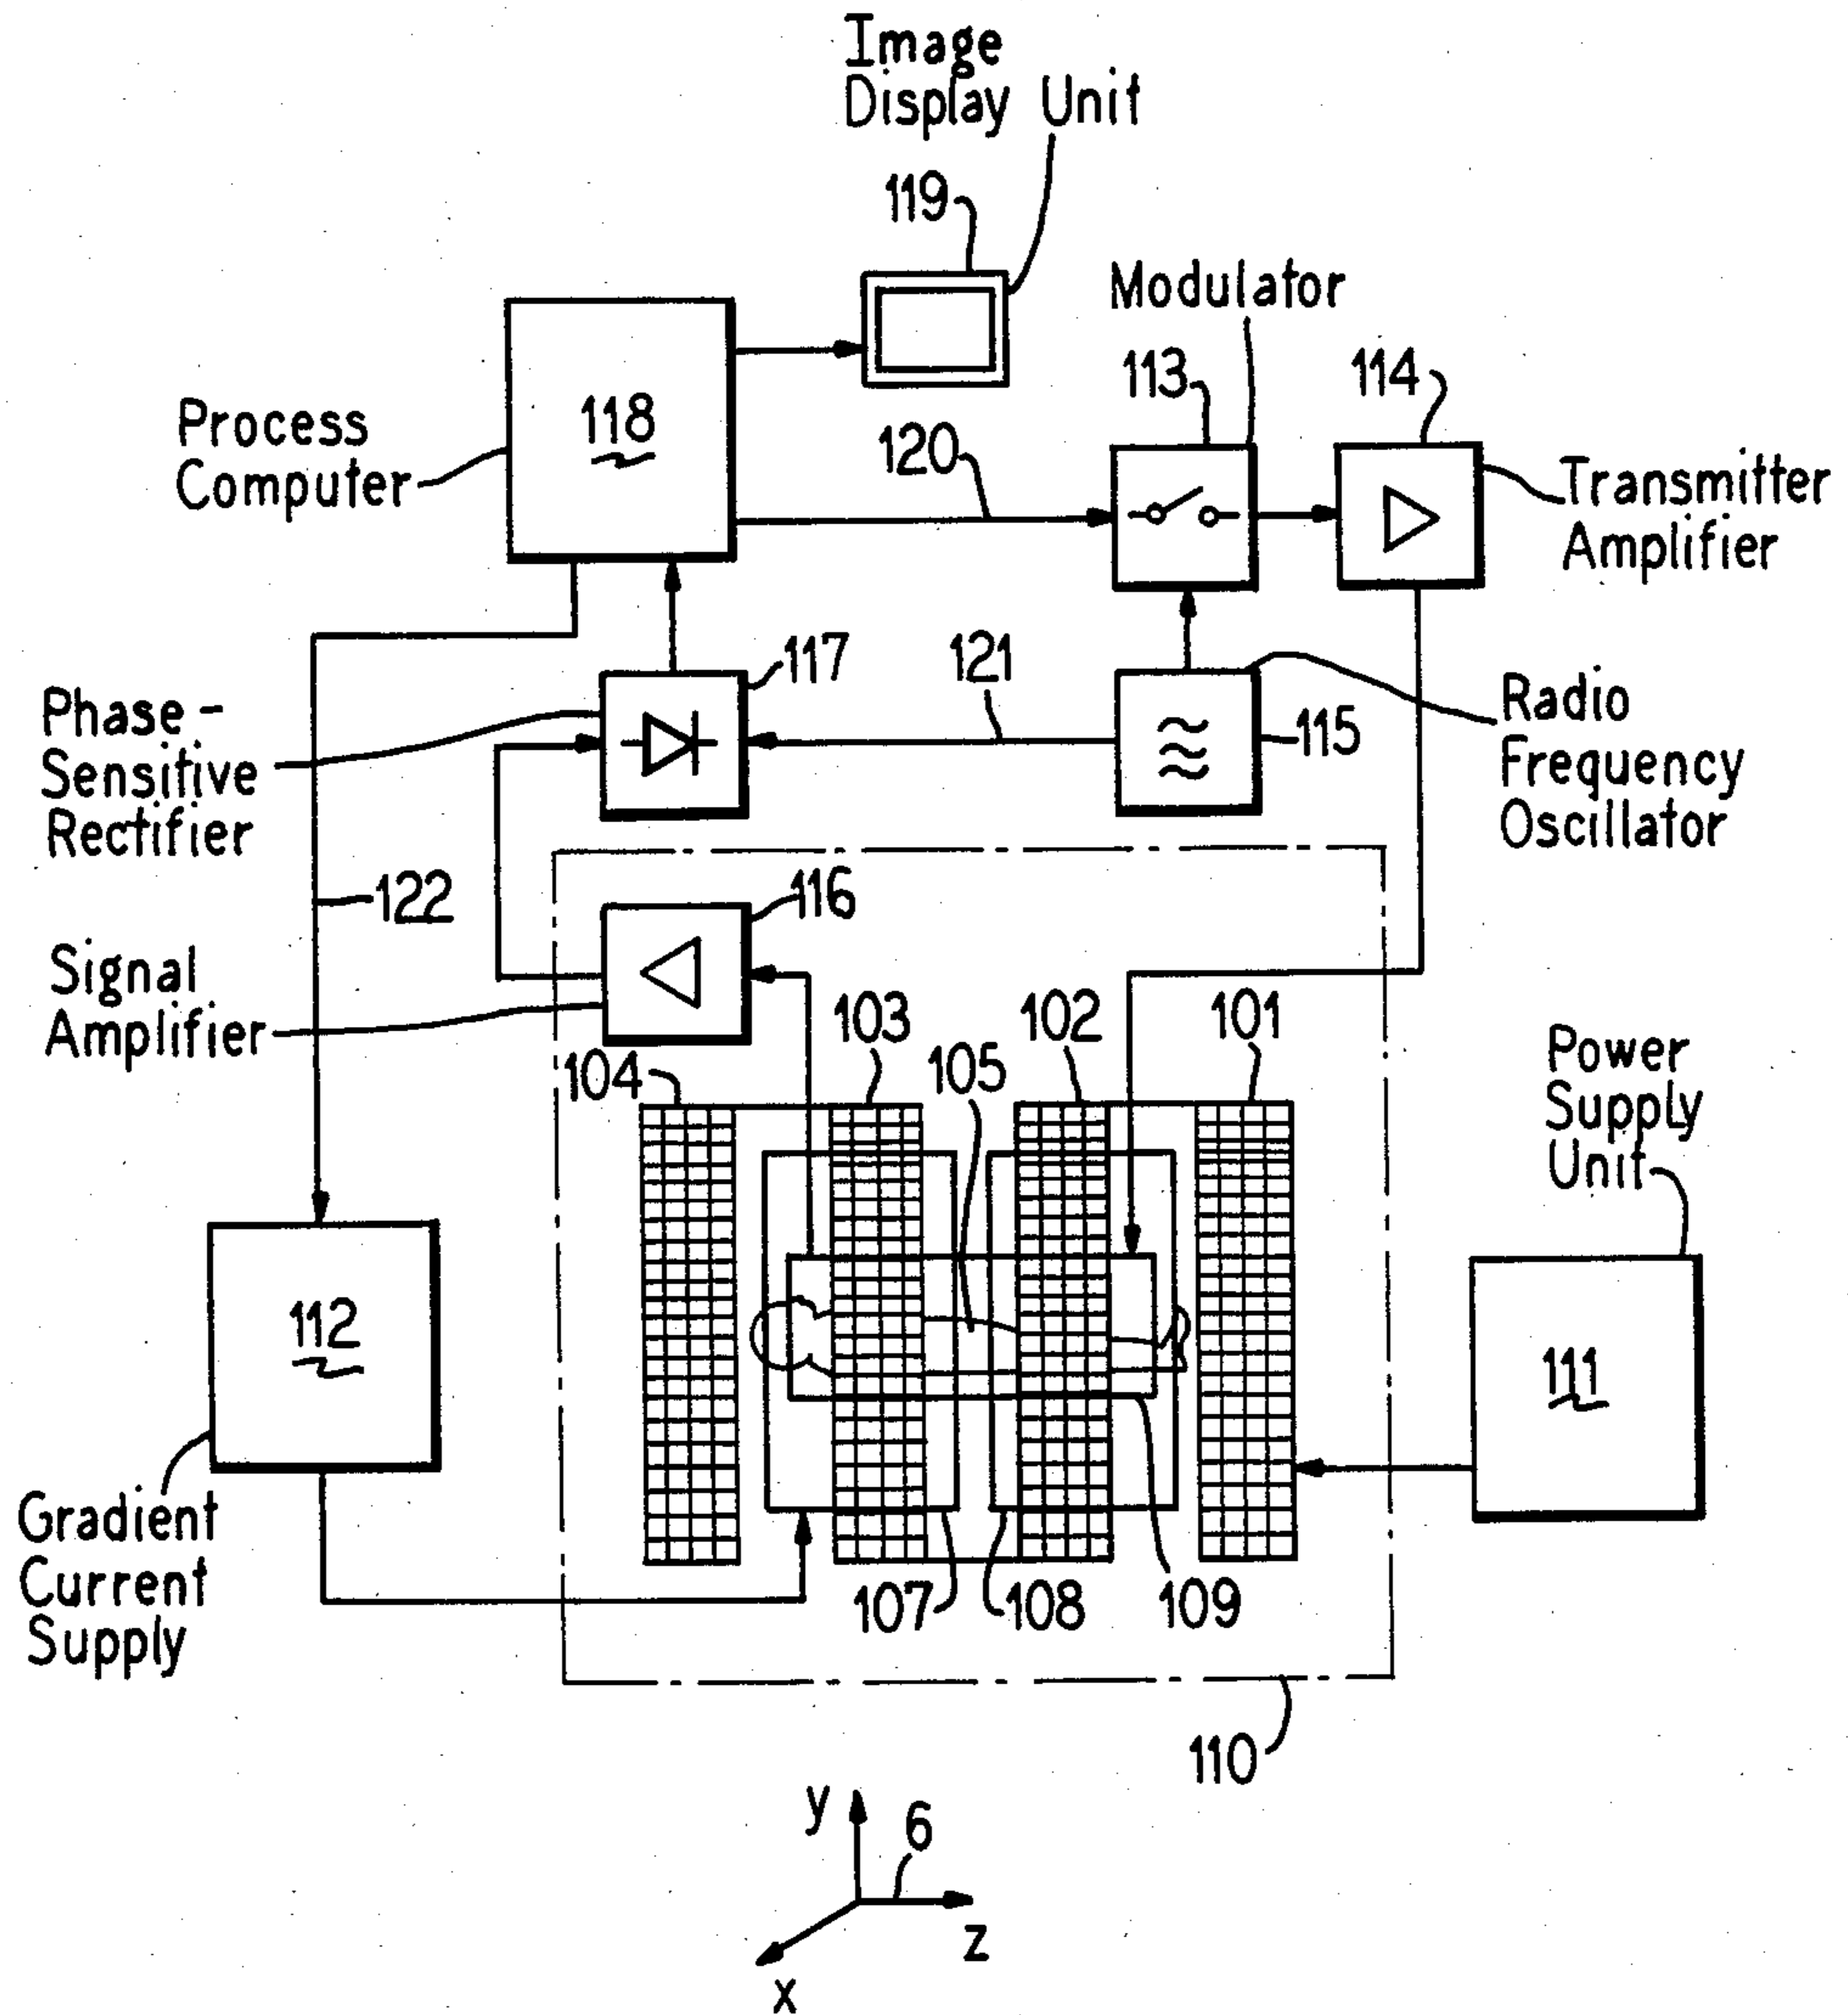 Image
Display Unit
119
Modulator
113
114
118
Process
Computer
120
Transmitter
Amplifier
117
121
115
Phase-
Sensitive
Rectifier
Radio
Frequency
Oscillator
122
116
Signal
Amplifier
104
103
105
102
101
Power
Supply
Unit
112
111
Gradient
Current
Supply
107
108
109
110
y
6
z
x